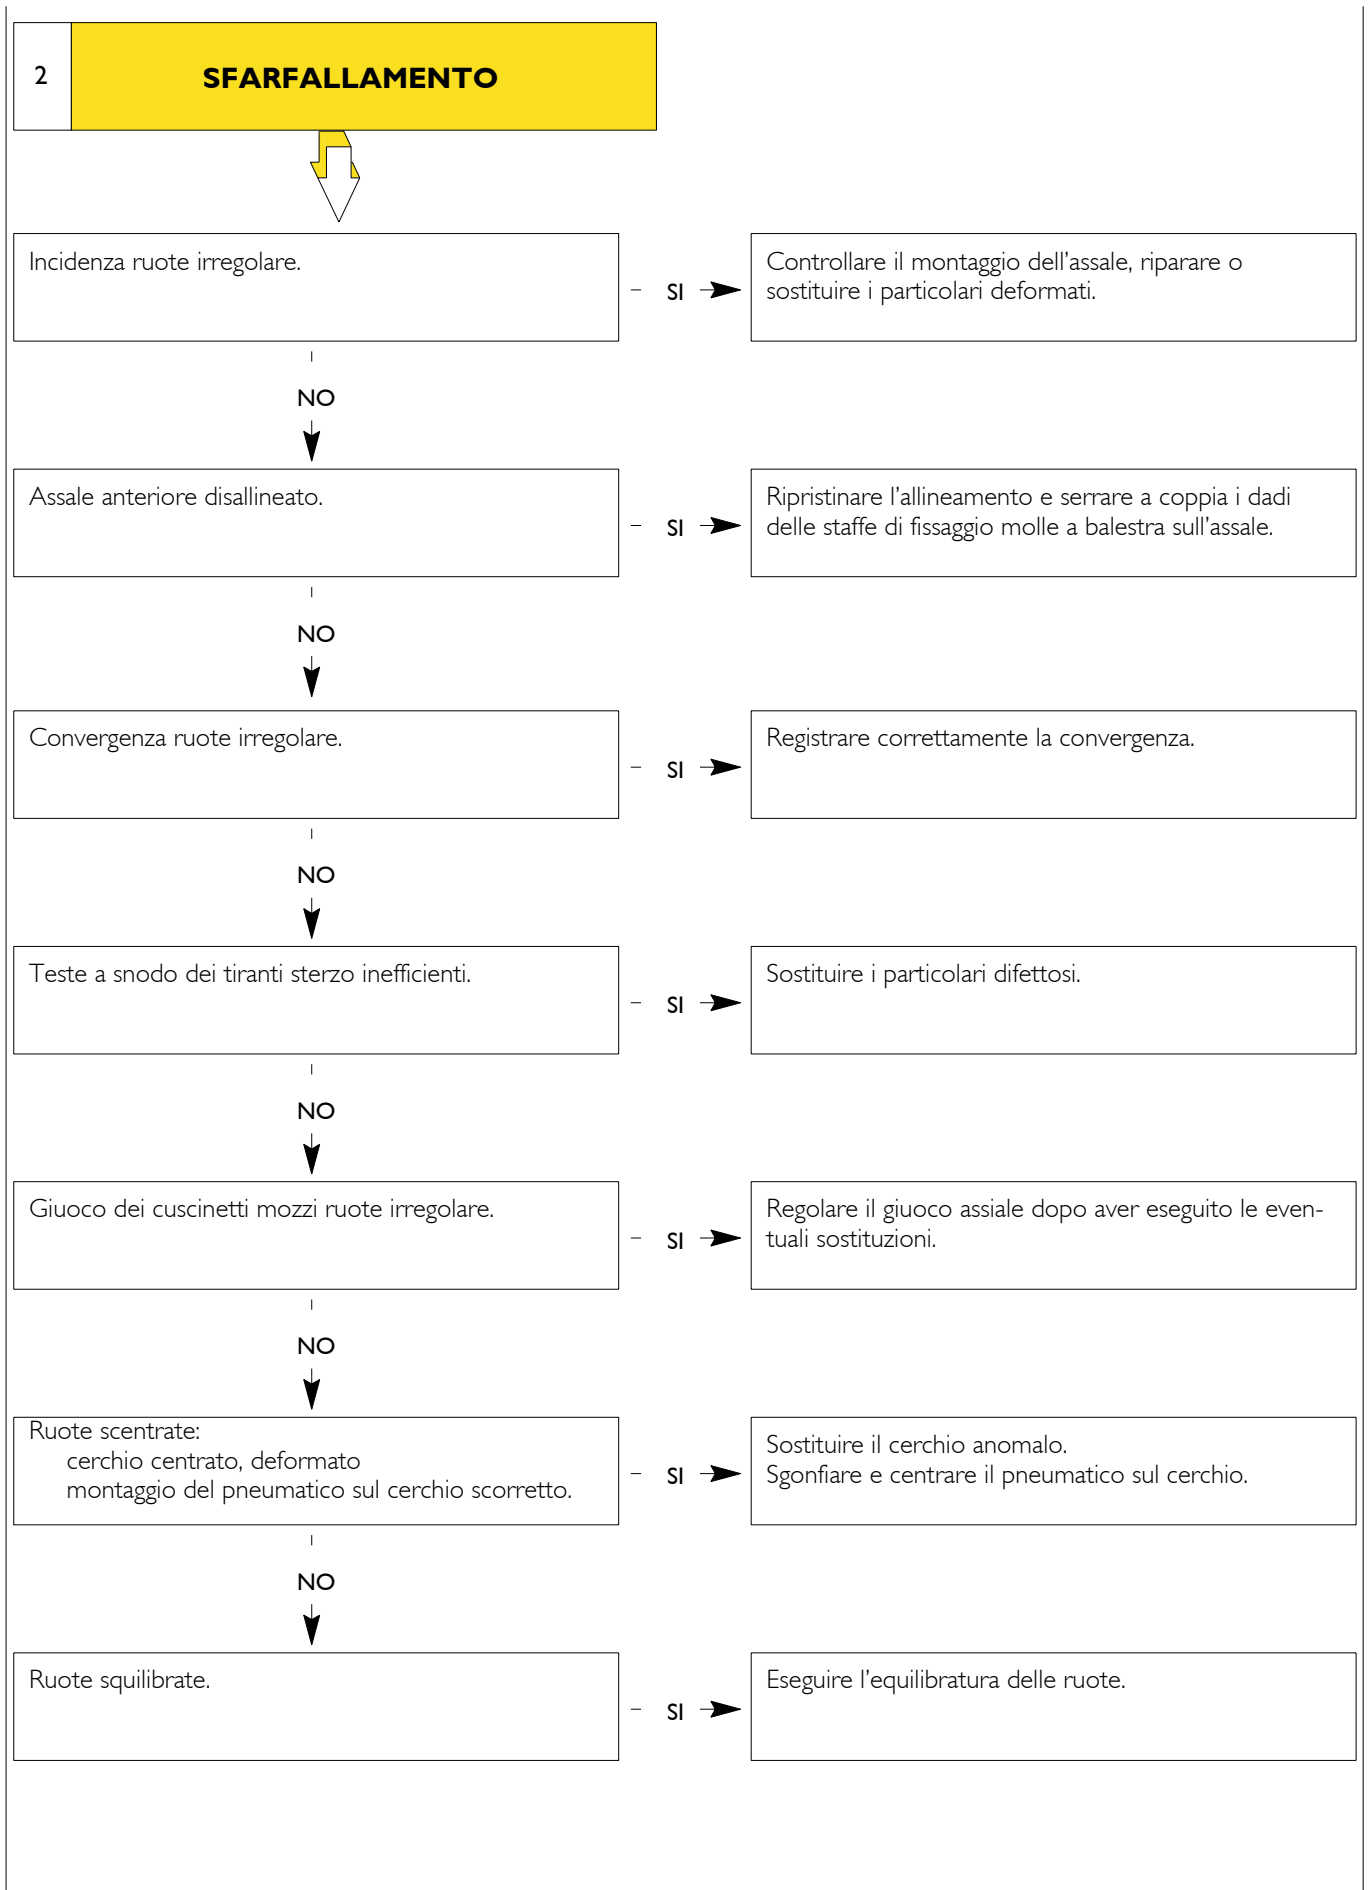 2
SFARFALLAMENTO
Incidenza ruote irregolare.
SI
Controllare il montaggio dell'assale, riparare o
sostituire i particolari deformati.
NO
Assale anteriore disallineato.
SI
Ripristinare l'allineamento e serrare a coppia i dadi
delle staffe di fissaggio molle a balestra sull'assale.
NO
Convergenza ruote irregolare.
SI
Registrare correttamente la convergenza.
NO
Teste a snodo dei tiranti sterzo inefficienti.
SI
Sostituire i particolari difettosi.
NO
Giuoco dei cuscinetti mozzi ruote irregolare.
SI
Regolare il giuoco assiale dopo aver eseguito le even-
tuali sostituzioni.
NO
Ruote scentrate:
cerchio centrato, deformato
montaggio del pneumatico sul cerchio scorretto.
SI
Sostituire il cerchio anomalo.
Sgonfiare e centrare il pneumatico sul cerchio.
NO
Ruote squilibrate.
SI
Eseguire l'equilibratura delle ruote.